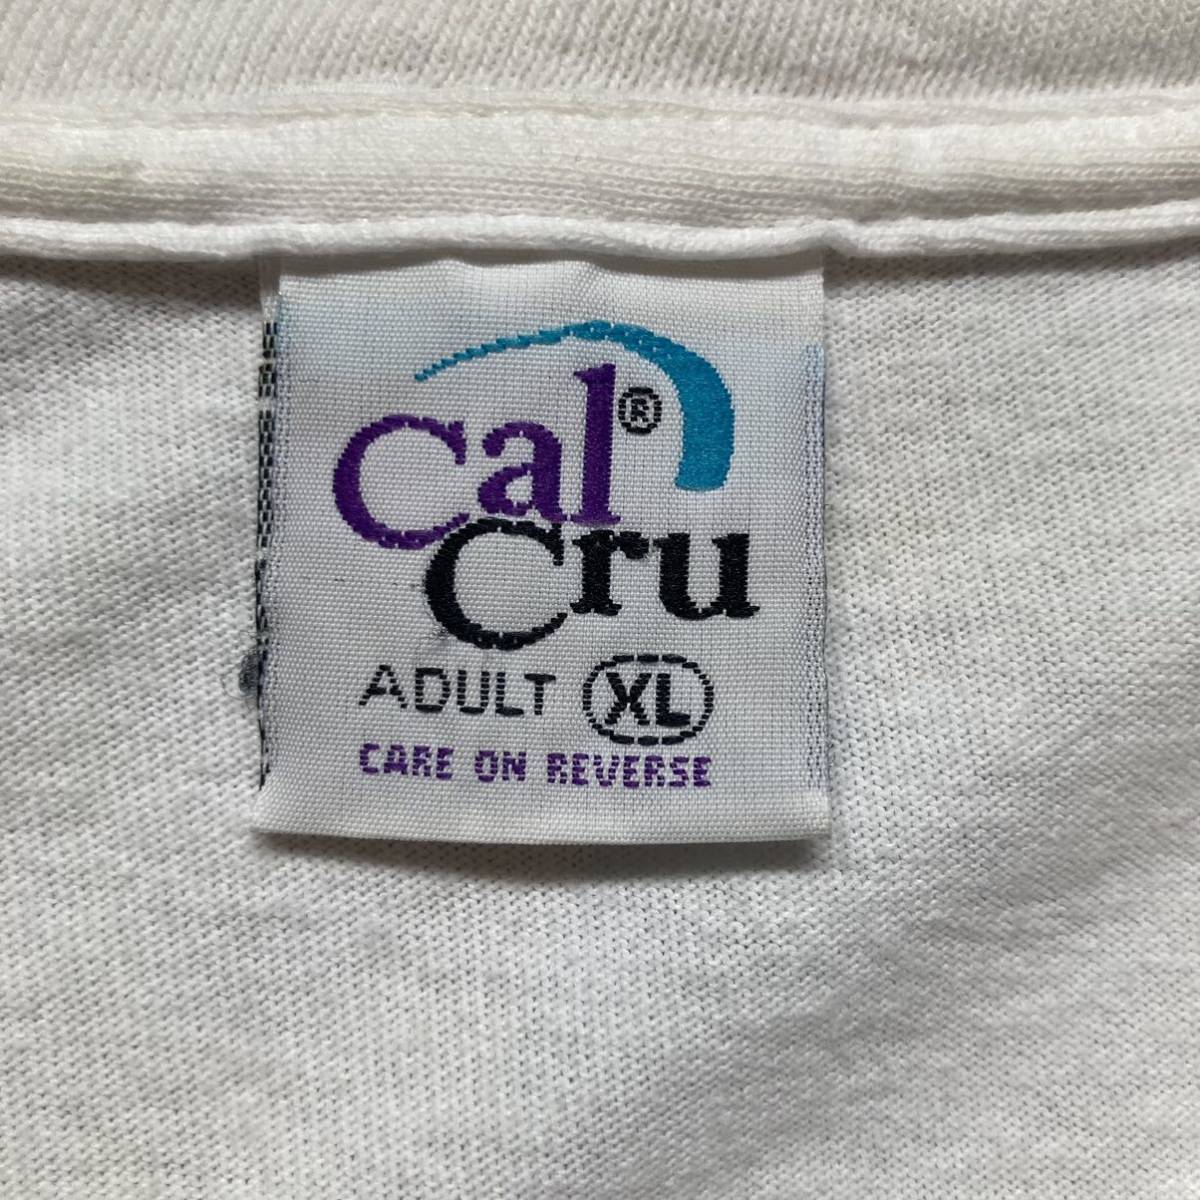 Cal®
Cru
ADULT XL
CARE ON REVERSE